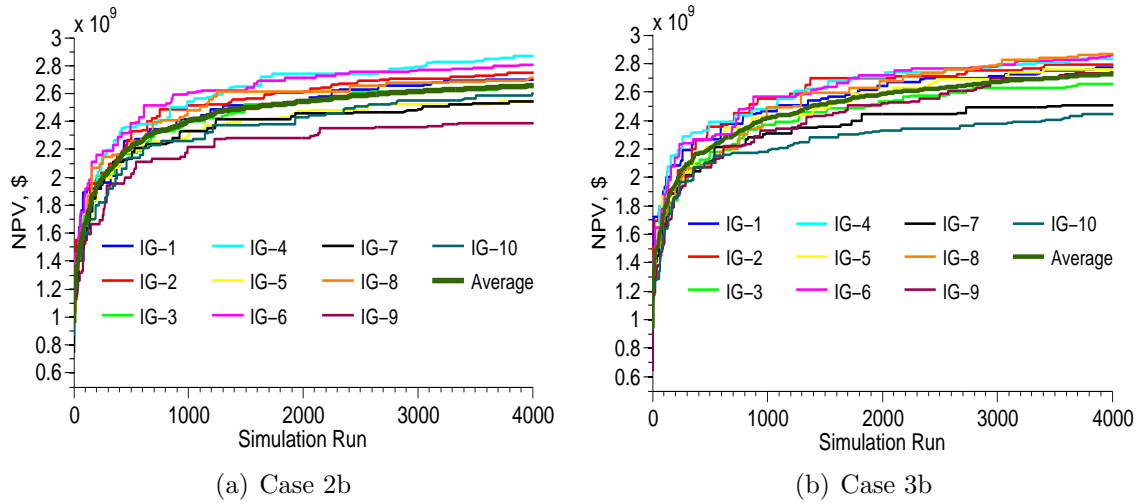 x 10⁹
3
2.8
2.6
2.4
2.2
2
1.8
1.6
1.4
1.2
1
0.8
0.6
NPV, $
IG–1
IG–4
IG–7
IG–10
IG–2
IG–5
IG–8
Average
IG–3
IG–6
IG–9
0 1000 2000 3000 4000
Simulation Run
(a) Case 2b
x 10⁹
3
2.8
2.6
2.4
2.2
2
1.8
1.6
1.4
1.2
1
0.8
0.6
NPV, $
IG–1
IG–4
IG–7
IG–10
IG–2
IG–5
IG–8
Average
IG–3
IG–6
IG–9
0 1000 2000 3000 4000
Simulation Run
(b) Case 3b